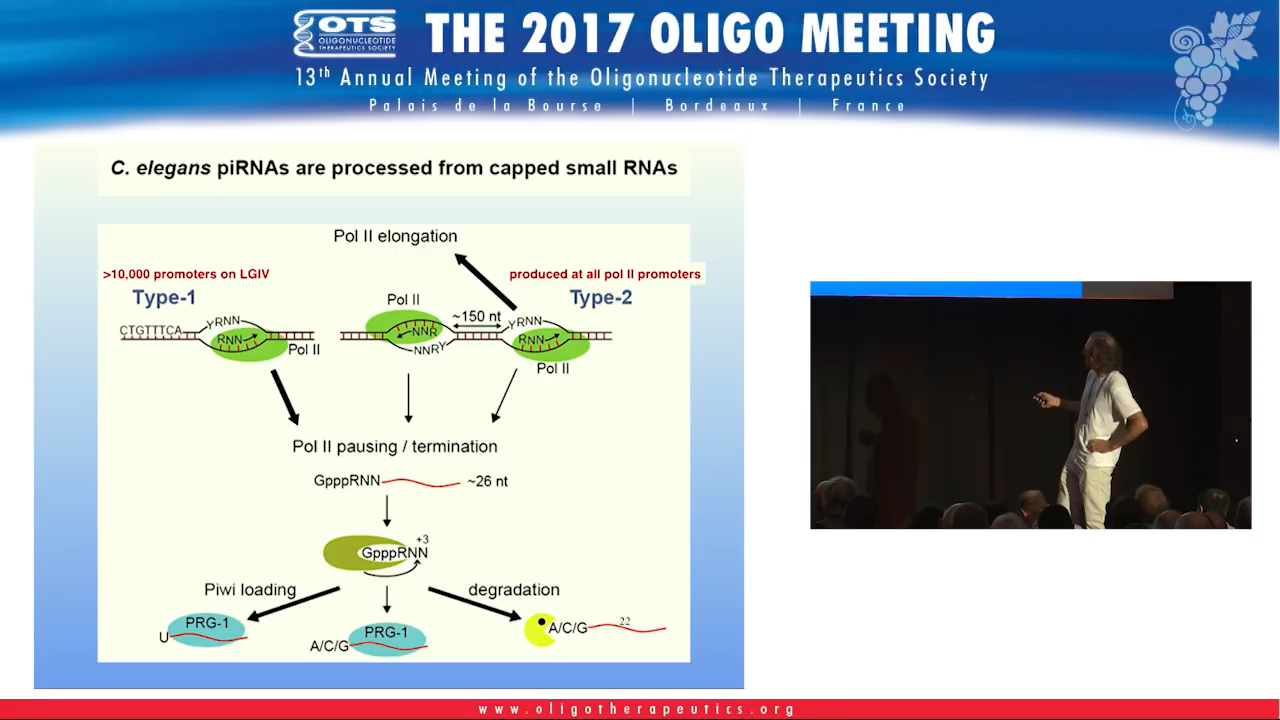 OTS
OLIGONUCLEOTIDE
THERAPEUTICS SOCIETY
THE 2017 OLIGO MEETING
13th Annual Meeting of the Oligonucleotide Therapeutics Society
Palais de la Bourse | Bordeaux | France
C. elegans piRNAs are processed from capped small RNAs
Pol II elongation
>10,000 promoters on LGIV
produced at all pol II promoters
Type-1
Pol II
Type-2
~150 nt
CTGTTTCA
YRNN
RNN
Pol II
NNR
NNRY
YRNN
RNN
Pol II
Pol II pausing / termination
GpppRNN
~26 nt
+3
GpppRNN
Piwi loading
degradation
PRG-1
U
PRG-1
A/C/G
A/C/G
22
www.oligotherapeutics.org